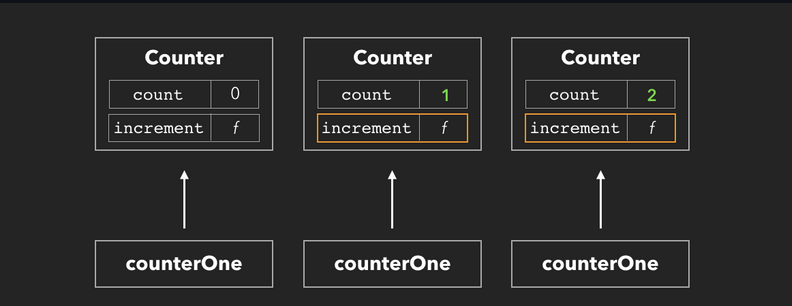 Counter
count 0
increment f
counterOne
Counter
count 1
increment f
counterOne
Counter
count 2
increment f
counterOne